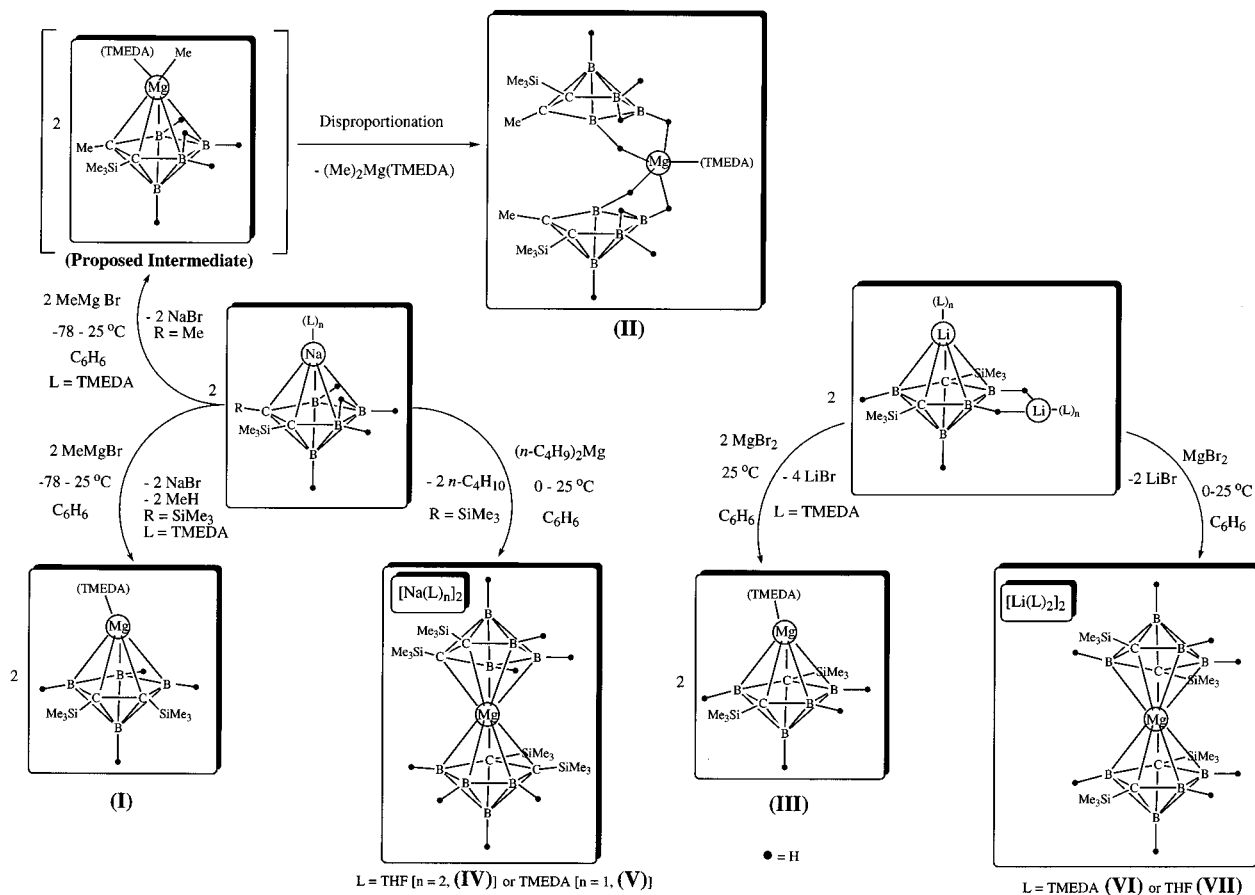 2
(TMEDA)
Me
Mg
Me
C
B
B
Me3Si
C
B
B
(Proposed Intermediate)
Disproportionation
- (Me)2Mg(TMEDA)
B
Me3Si
C
B
B
C
Me
B
Mg
(TMEDA)
Me
B
C
B
C
B
Me3Si
B
(II)
2 MeMg Br
-78 - 25 oC
C6H6
L = TMEDA
- 2 NaBr
R = Me
2
(L)n
Na
R
C
B
B
Me3Si
C
B
B
2 MeMgBr
-78 - 25 oC
C6H6
- 2 NaBr
- 2 MeH
R = SiMe3
L = TMEDA
- 2 n-C4H10
R = SiMe3
(n-C4H9)2Mg
0 - 25 oC
C6H6
2
(TMEDA)
Mg
B
B
B
C
C
Me3Si
SiMe3
B
(I)
[Na(L)n]2
B
Me3Si
C
B
Me3Si
C
B
B
Mg
SiMe3
B
C
C
SiMe3
B
B
B
L = THF [n = 2, (IV)] or TMEDA [n = 1, (V)]
2
(L)n
Li
SiMe3
B
C
B
Me3Si
C
B
Li
(L)n
B
2 MgBr2
25 oC
C6H6
- 4 LiBr
L = TMEDA
-2 LiBr
MgBr2
0-25 oC
C6H6
2
(TMEDA)
Mg
SiMe3
B
C
B
Me3Si
C
B
B
(III)
● = H
[Li(L)2]2
B
Me3Si
C
B
B
C
B
SiMe3
Mg
SiMe3
B
C
B
Me3Si
C
B
B
L = TMEDA (VI) or THF (VII)